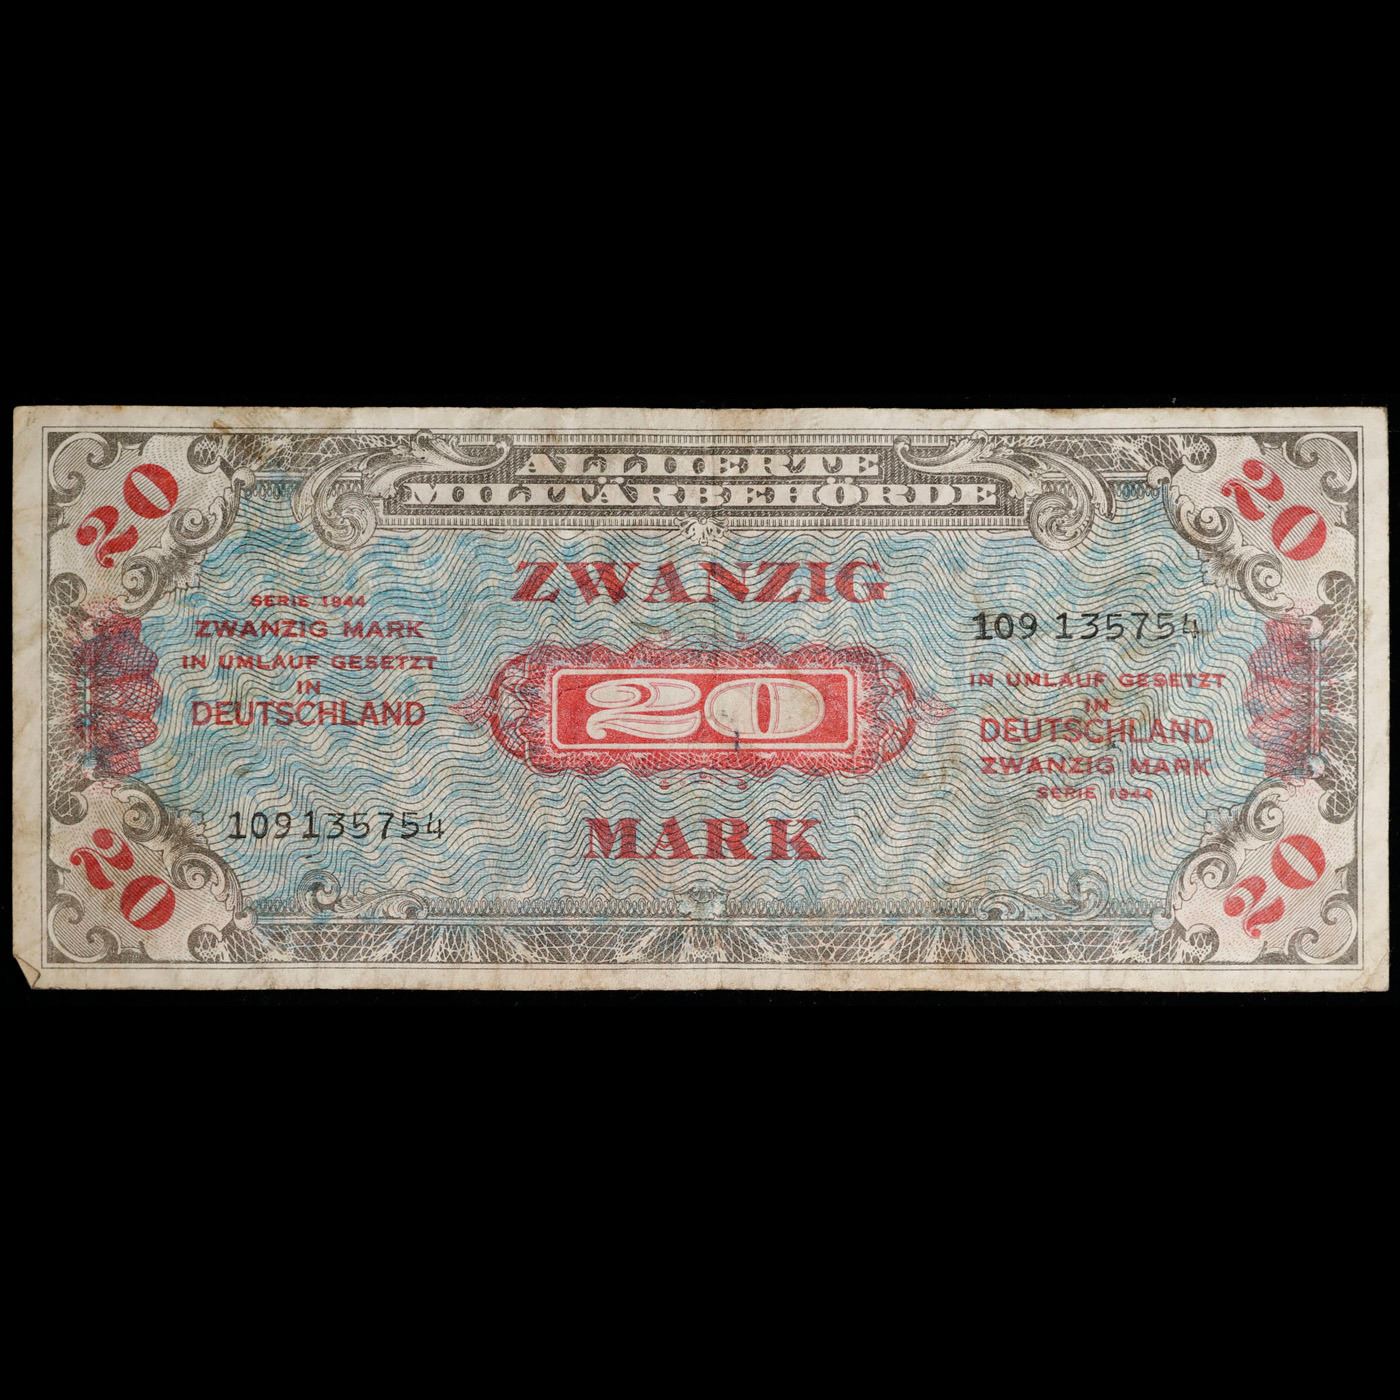 20
ALLIIERTE
MILITÄRBEHÖRDE
20
ZWANZIG
SERIE 1944
ZWANZIG MARK
IN UMLAUF GESETZT
IN
DEUTSCHLAND
109135754
20
MARK
109 135754
IN UMLAUF GESETZT
IN
DEUTSCHLAND
ZWANZIG MARK
SERIE 1944
20
20